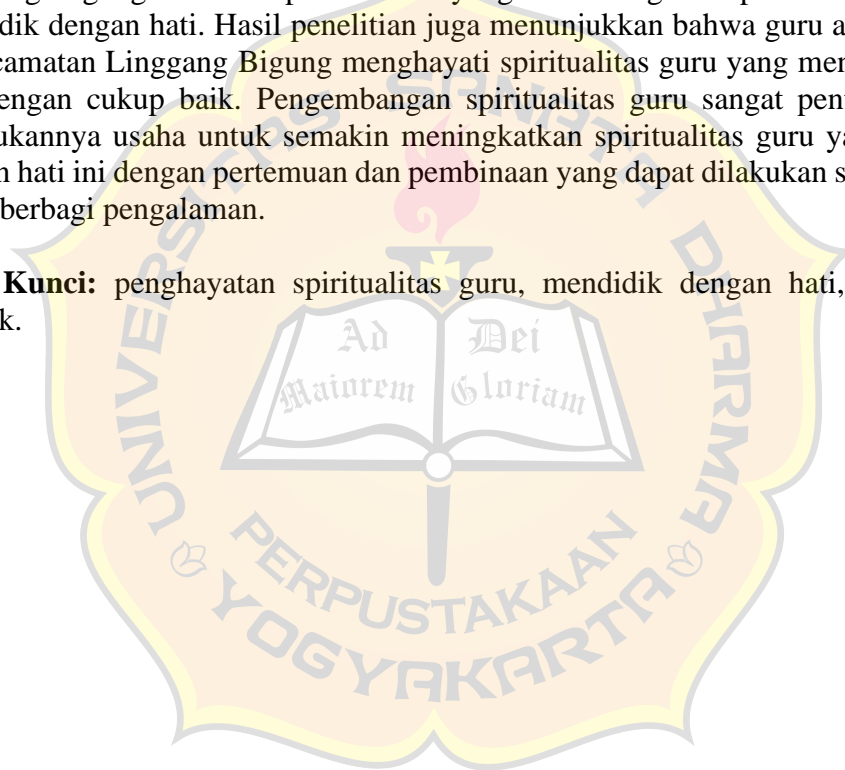 dik dengan hati. Hasil penelitian juga menunjukkan bahwa guru a
camatan Linggang Bigung menghayati spiritualitas guru yang men
engan cukup baik. Pengembangan spiritualitas guru sangat pen
ukannya usaha untuk semakin meningkatkan spiritualitas guru ya
n hati ini dengan pertemuan dan pembinaan yang dapat dilakukan s
berbagi pengalaman.
Kunci: penghayatan spiritualitas guru, mendidik dengan hati,
k.
UNIVERSITAS SANATA DHARMA
Ad Dei
Maiorem Gloriam
PERPUSTAKAAN
YOGYAKARTA